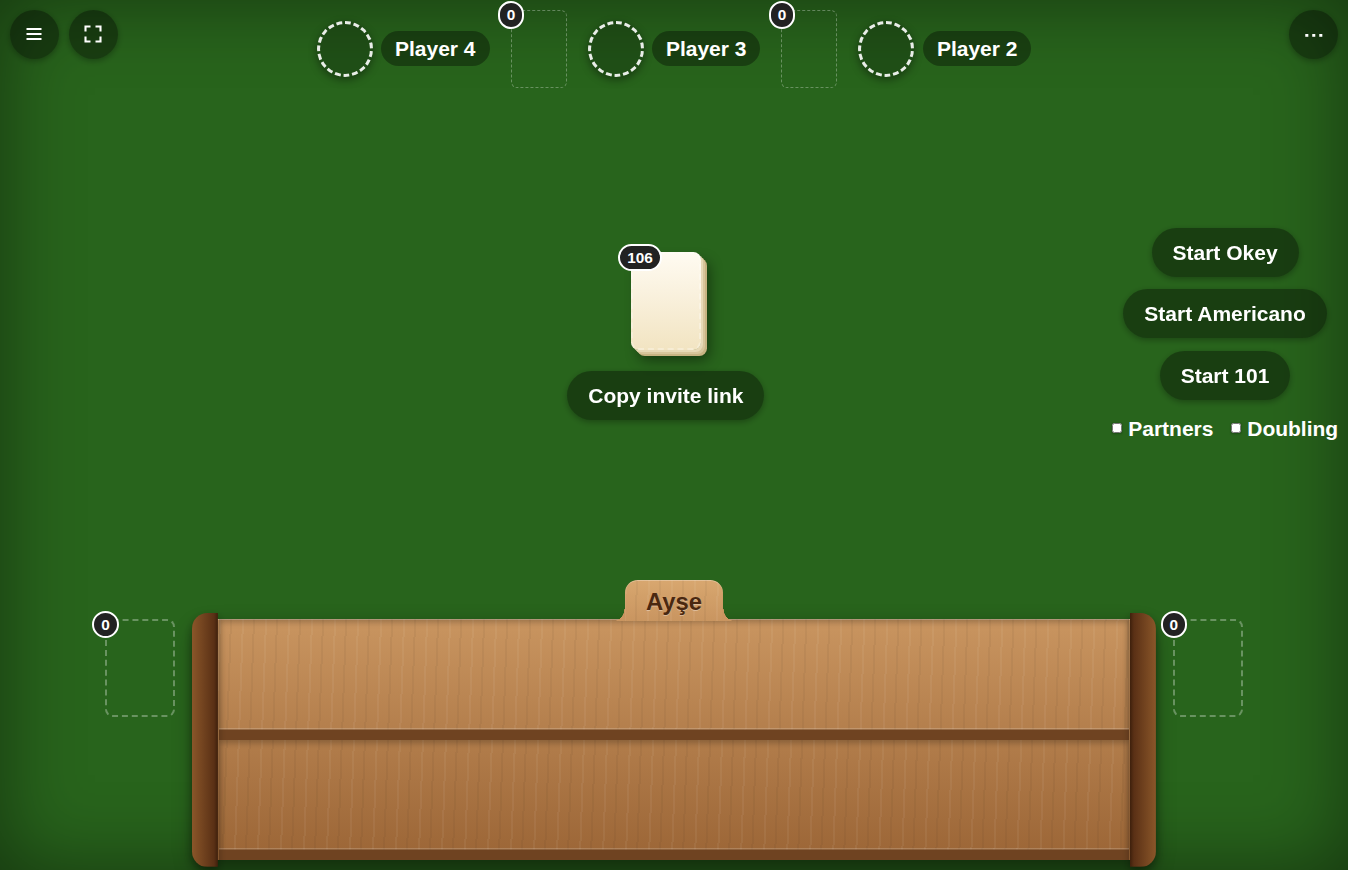 Player 4
0
Player 3
0
Player 2
106
Copy invite link
Start Okey
Start Americano
Start 101
Partners
Doubling
Ayşe
0
0